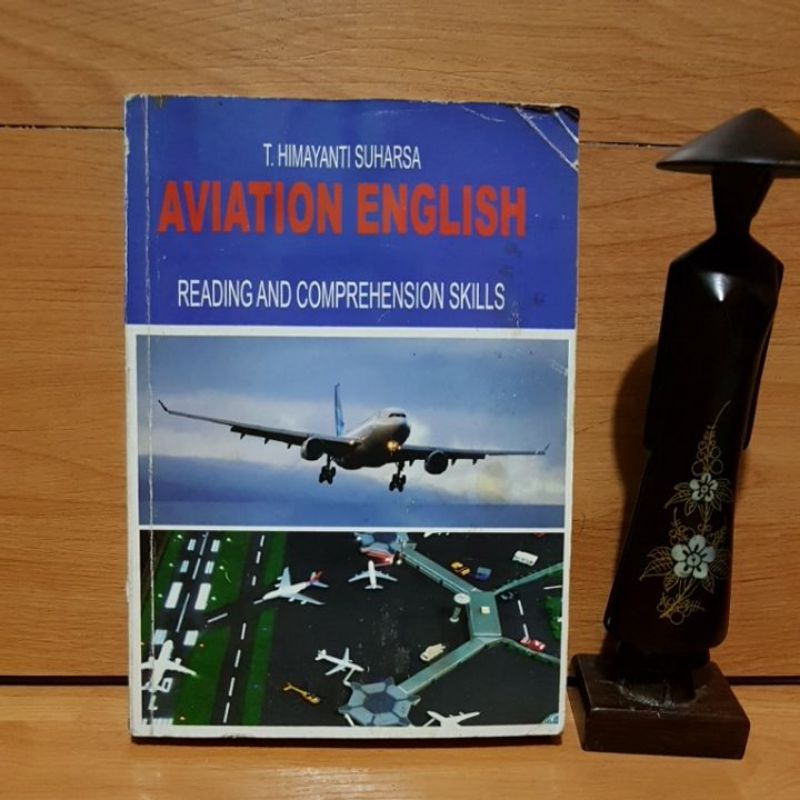 T. HIMAYANTI SUHARSA
AVIATION ENGLISH
READING AND COMPREHENSION SKILLS